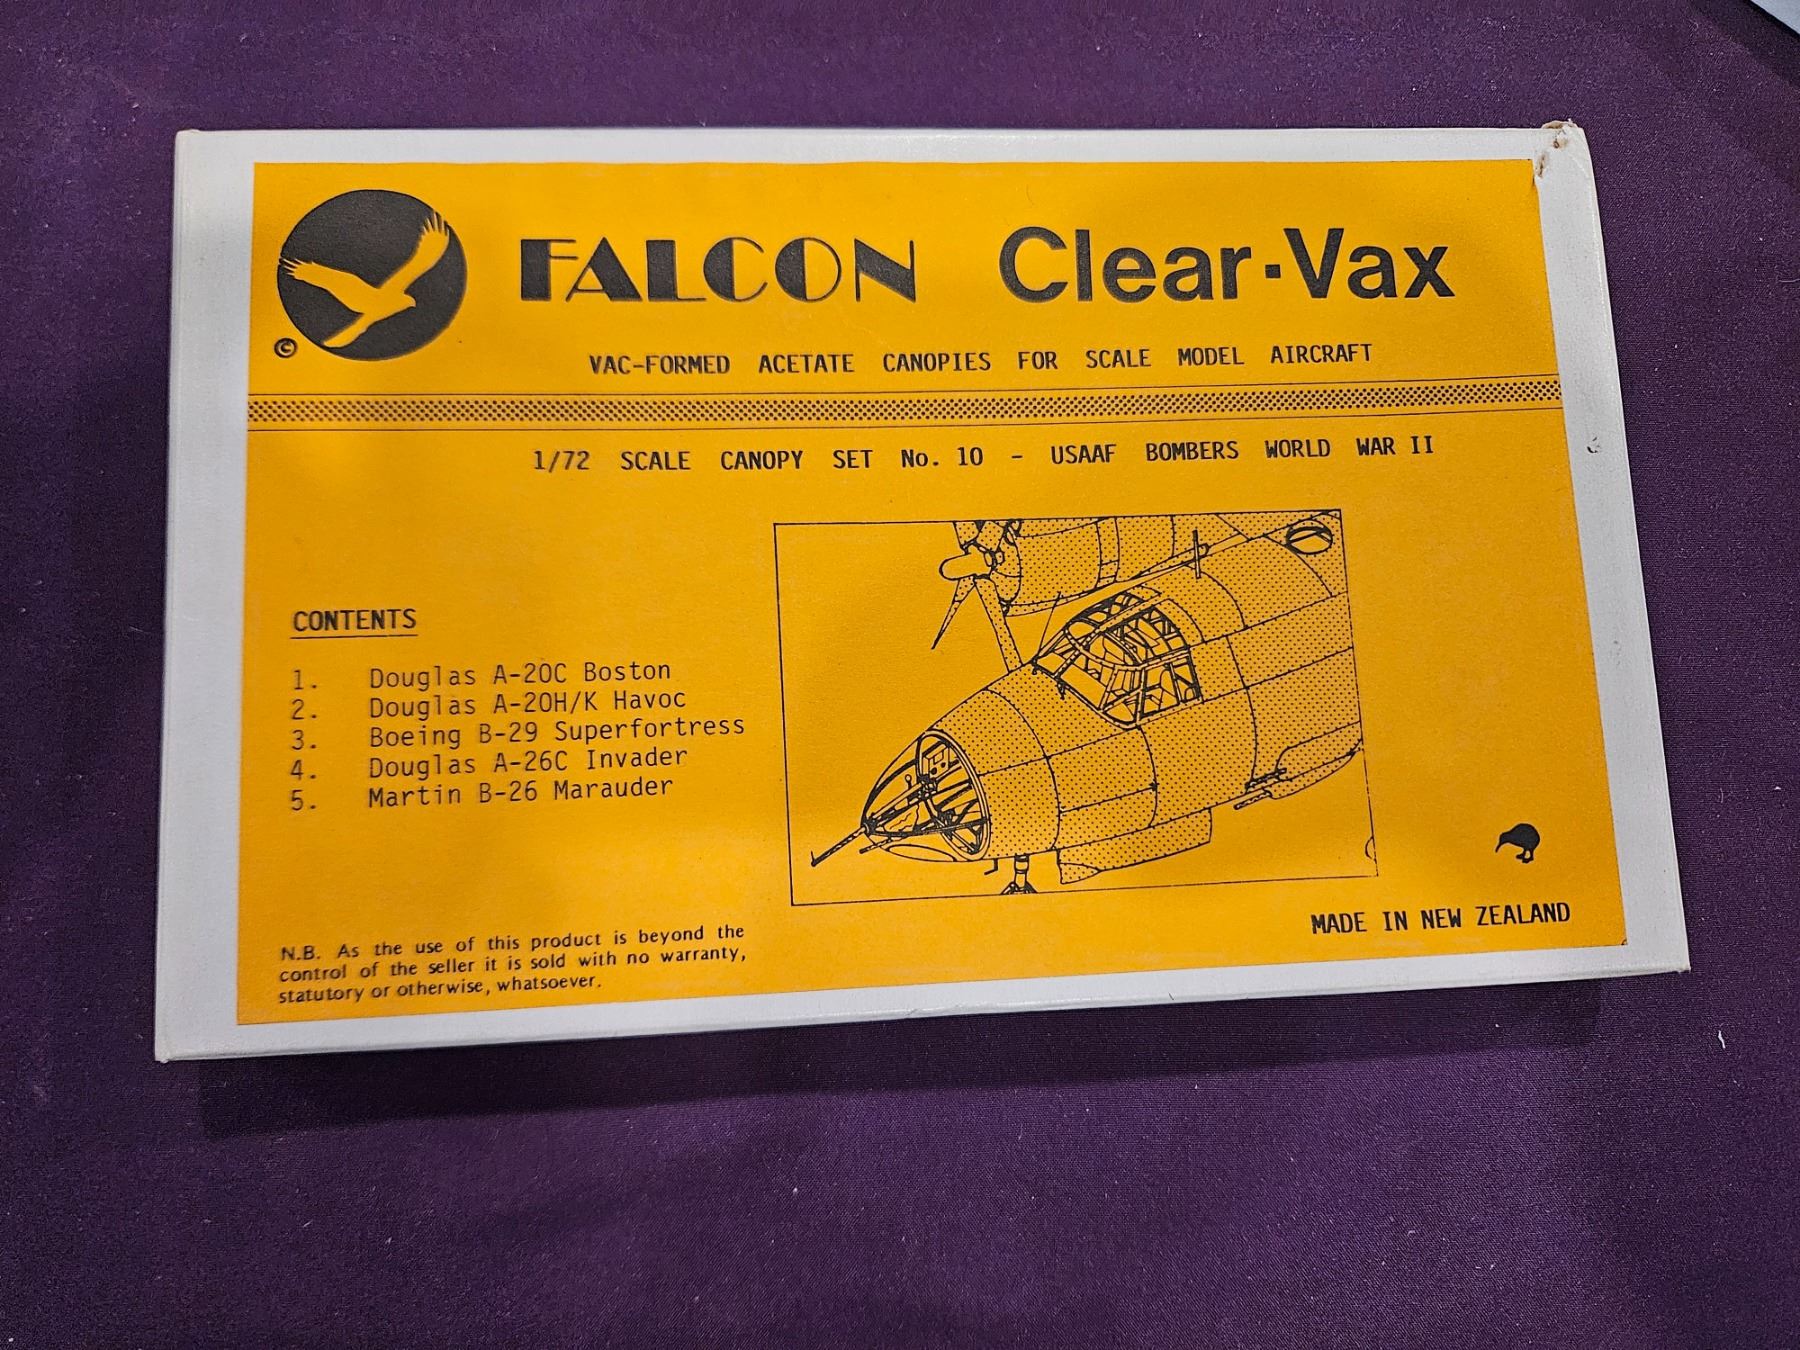 FALCON Clear-Vax
©
VAC-FORMED ACETATE CANOPIES FOR SCALE MODEL AIRCRAFT
1/72 SCALE CANOPY SET No. 10 - USAAF BOMBERS WORLD WAR II
CONTENTS
1. Douglas A-20C Boston
2. Douglas A-20H/K Havoc
3. Boeing B-29 Superfortress
4. Douglas A-26C Invader
5. Martin B-26 Marauder
MADE IN NEW ZEALAND
N.B. As the use of this product is beyond the
control of the seller it is sold with no warranty,
statutory or otherwise, whatsoever.